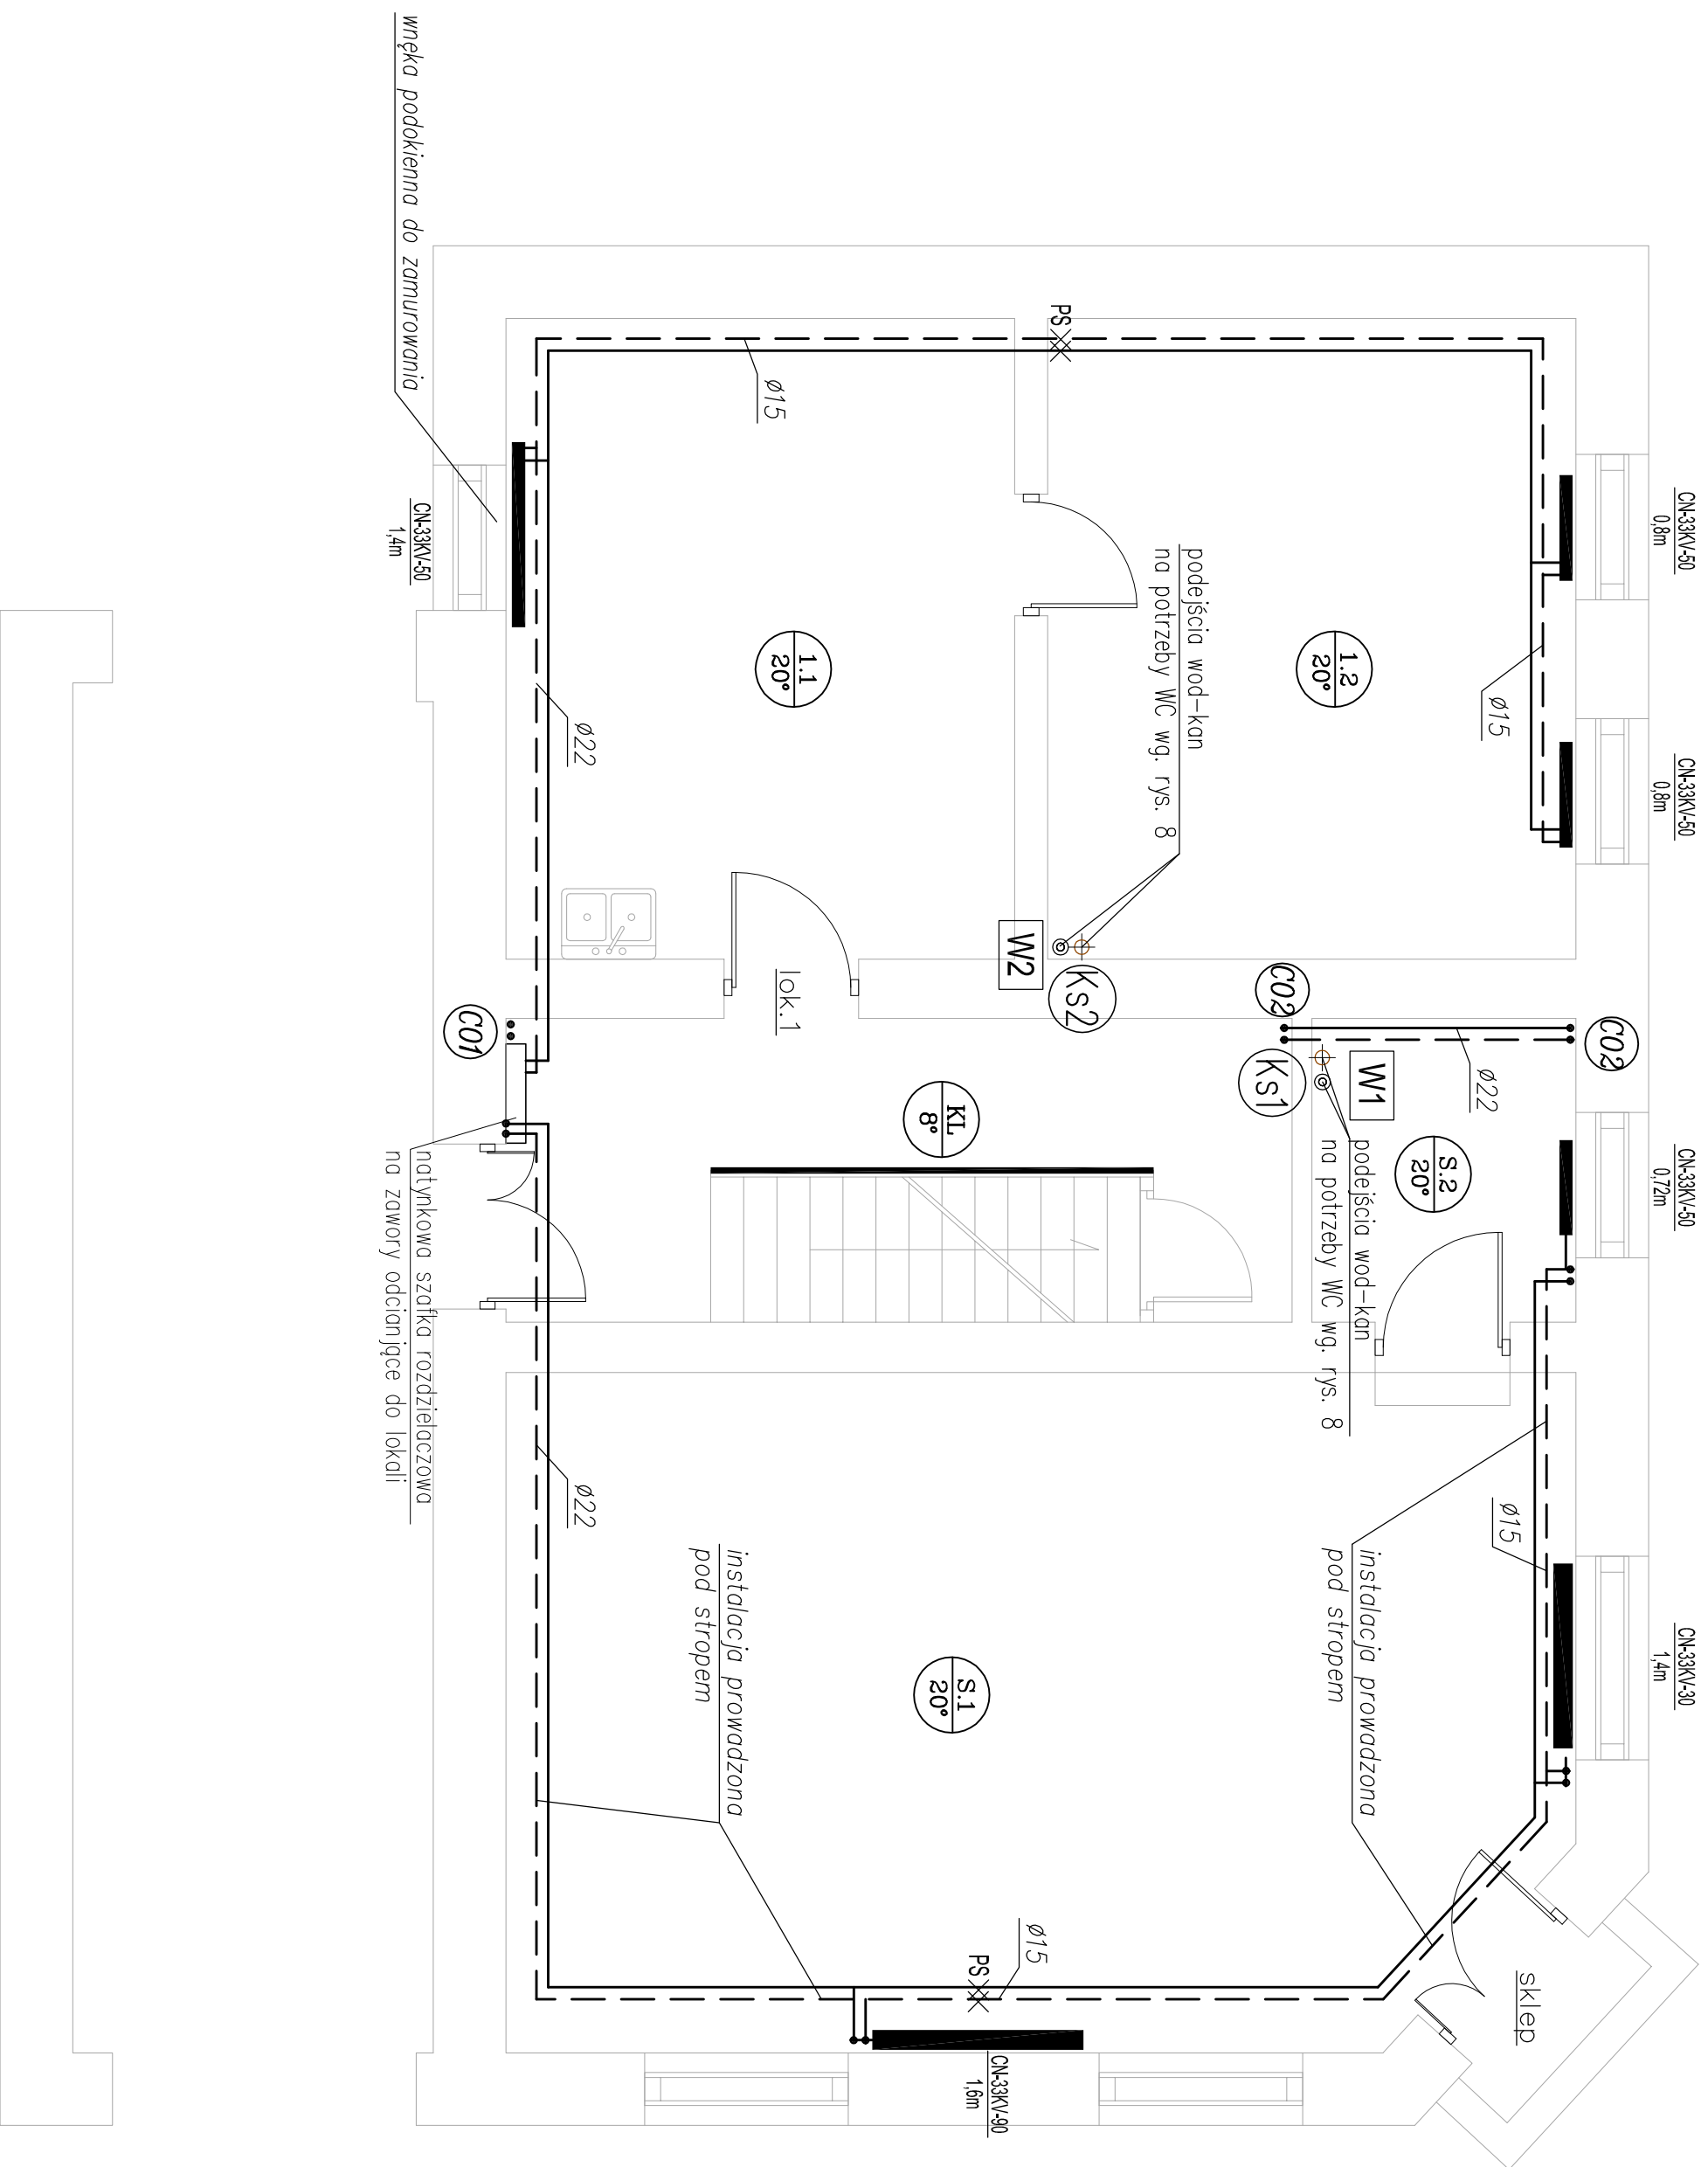 CN-33KV-50
0,8m
CN-33KV-50
0,8m
CN-33KV-50
0,72m
CN-33KV-30
1,4m
C02
C02
ø15
ø22
ø15
1.2
20°
S.2
20°
W1
Ks1
podejścia wod-kan
na potrzeby WC wg. rys. 8
podejścia wod-kan
na potrzeby WC wg. rys. 8
instalacja prowadzona
pod stropem
sklep
PS
Ks2
W2
KL
8°
S.1
20°
PS
ø15
CN-33KV-90
1,6m
ø15
1.1
20°
lok.1
instalacja prowadzona
pod stropem
ø22
ø22
C01
wnęka podokienna do zamurowania
CN-33KV-50
1,4m
natynkowa szafka rozdzielaczowa
na zawory odcianjące do lokali